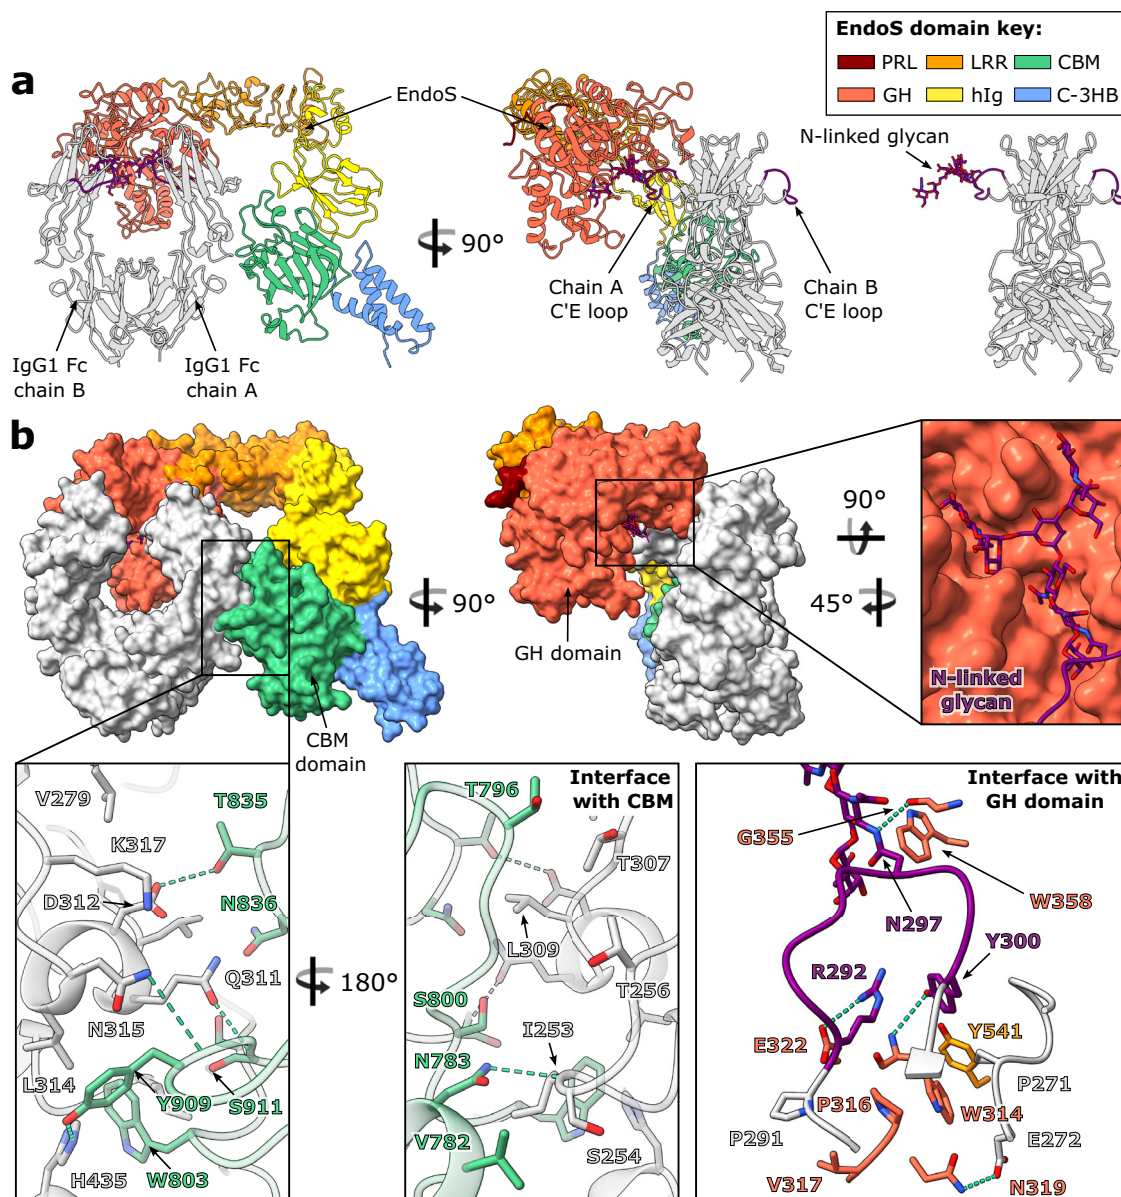 EndoS domain key:
PRL LRR CBM
GH hIg C-3HB
a
EndoS
N-linked
glycan
90°
Chain A
C'E loop
Chain B
C'E loop
IgG1 Fc
chain B
IgG1 Fc
chain A
b
90°
90°
45°
GH domain
CBM
domain
N-linked
glycan
V279
T835
K317
D312
N836
Q311
N315
L314
Y909
S911
H435
W803
180°
Interface
with CBM
T796
T307
L309
T256
S800
I253
N783
V782
S254
Interface with
GH domain
G355
W358
N297
Y300
R292
E322
Y541
P271
P316
W314
P291
E272
V317
N319